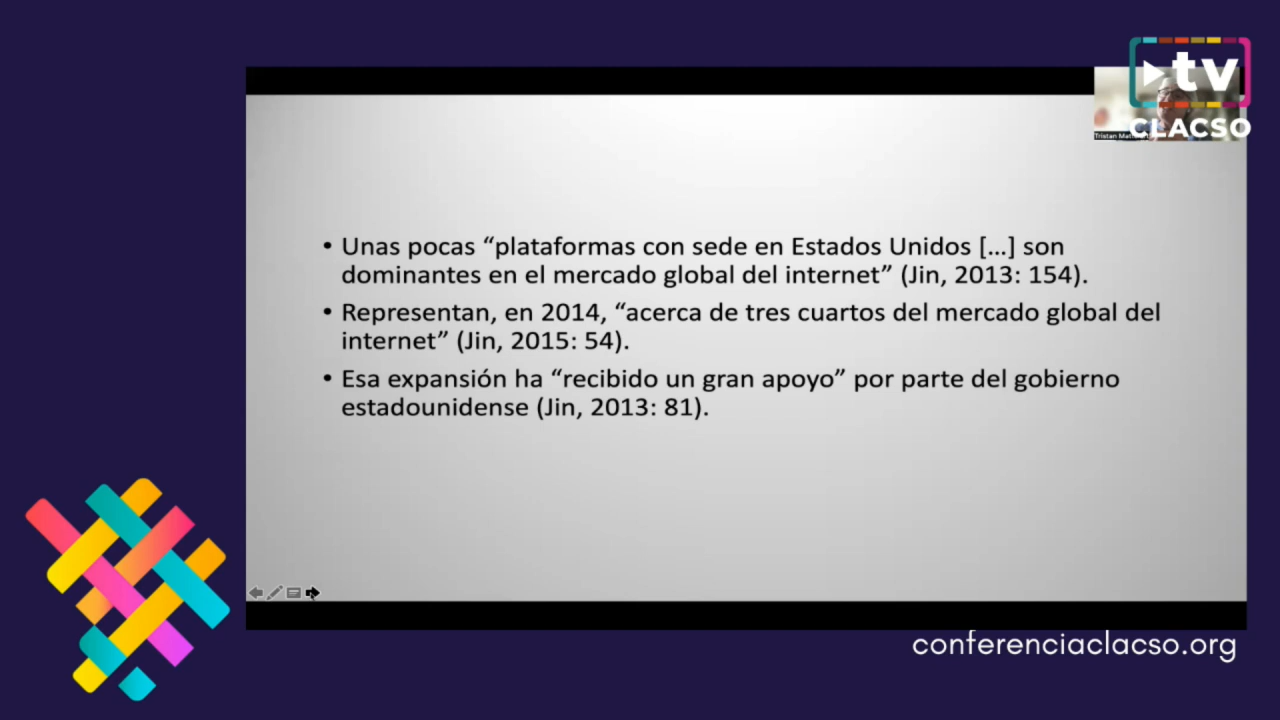 tv
CLACSO
Tristan
• Unas pocas “plataformas con sede en Estados Unidos [...] son
dominantes en el mercado global del internet” (Jin, 2013: 154).
• Representan, en 2014, “acerca de tres cuartos del mercado global del
internet” (Jin, 2015: 54).
• Esa expansión ha “recibido un gran apoyo” por parte del gobierno
estadounidense (Jin, 2013: 81).
conferenciaclacso.org